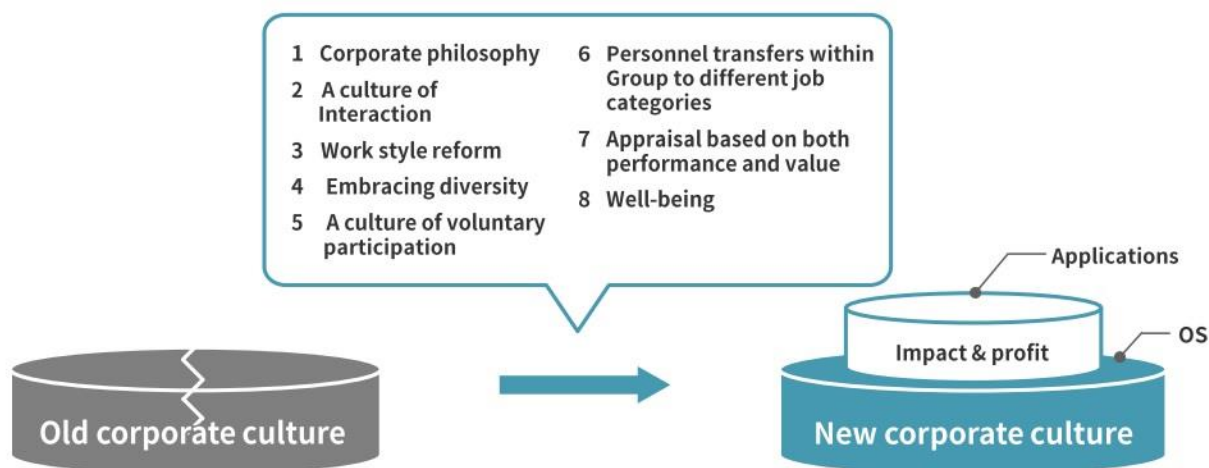 1 Corporate philosophy
2 A culture of
Interaction
3 Work style reform
4 Embracing diversity
5 A culture of voluntary
participation
6 Personnel transfers within
Group to different job
categories
7 Appraisal based on both
performance and value
8 Well-being
Applications
OS
Impact & profit
Old corporate culture
New corporate culture